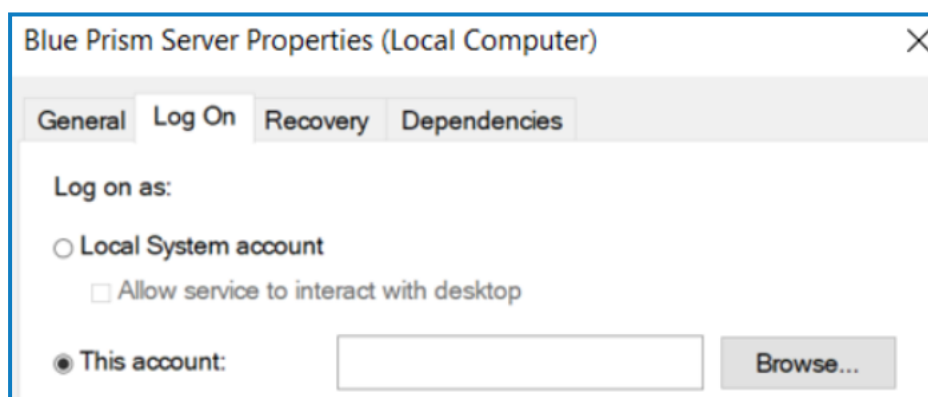 Blue Prism Server Properties (Local Computer)
General Log On Recovery Dependencies
Log on as:
Local System account
Allow service to interact with desktop
This account:
Browse...